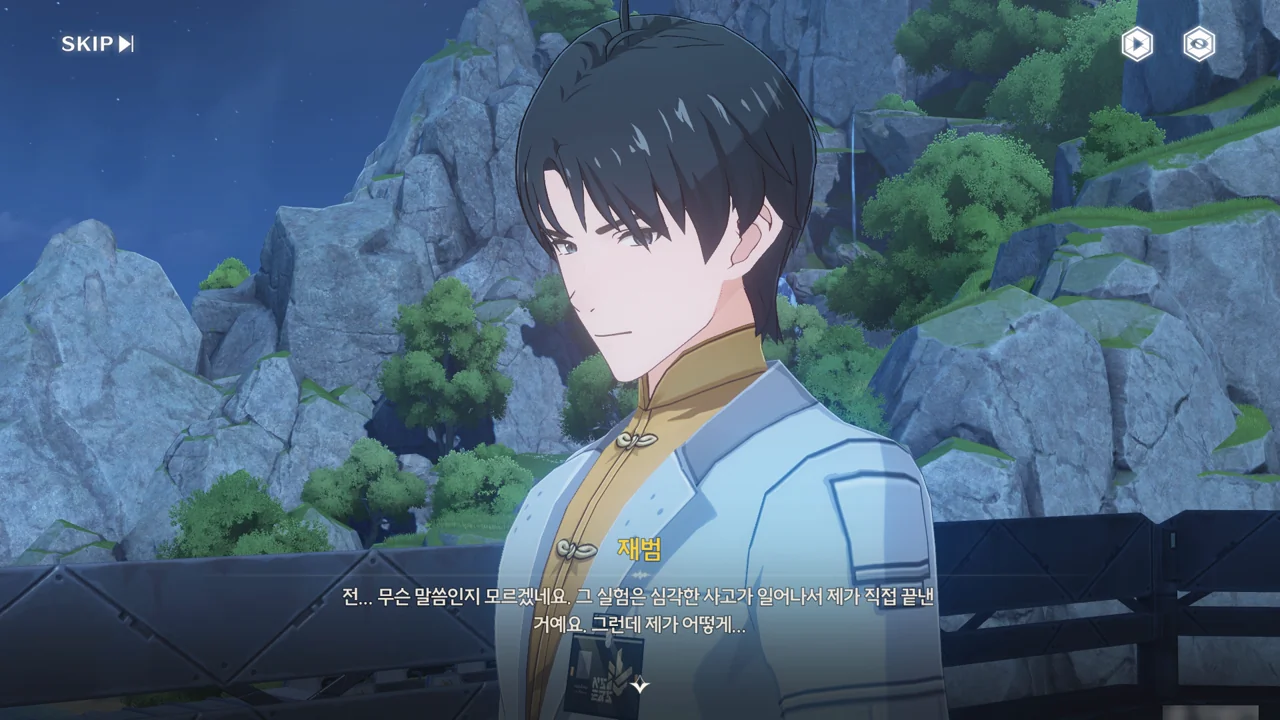 SKIP
재범
전... 무슨 말씀인지 모르겠네요. 그 실험은 심각한 사고가 일어나서 제가 직접 끝낸
거예요. 그런데 제가 어떻게...